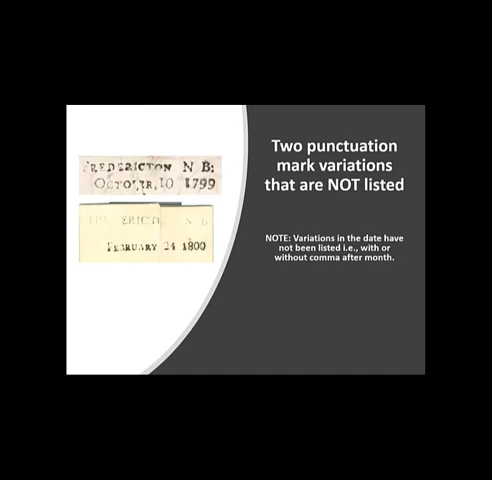 FREDERICTON N B:
OCTOBER, 10 1799
FEBRUARY 24 1800
Two punctuation
mark variations
that are NOT listed
NOTE: Variations in the date have
not been listed i.e., with or
without comma after month.